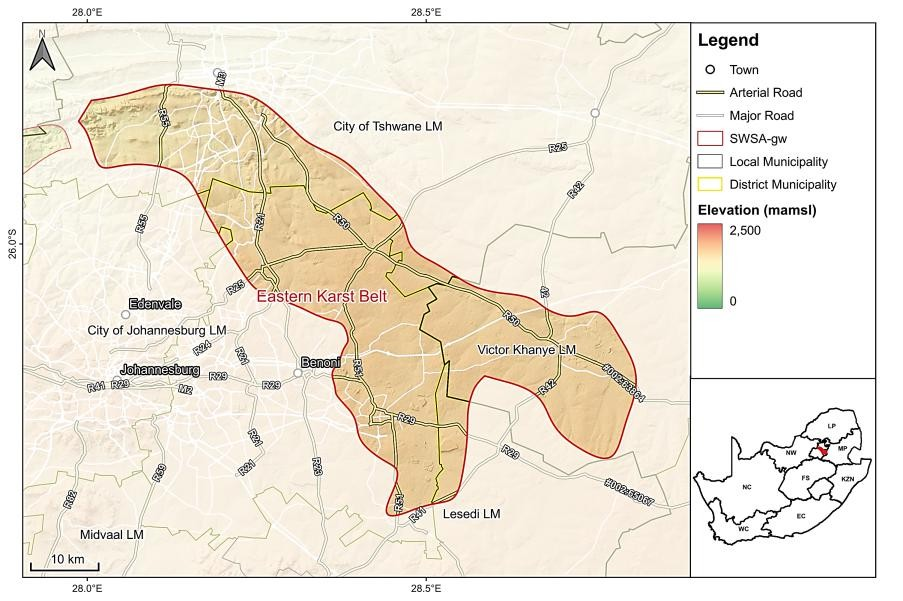 28.0°E
28.5°E
N
M3
R55
City of Tshwane LM
R25
R42
R55
R21
R50
26.0°S
R25
Eastern Karst Belt
Edenvale
R50
City of Johannesburg LM
R24
R21
Victor Khanye LM
Benoni
R51
Johannesburg
R41
R29
M2
R29
R29
R42
R29
R21
R29
R21
R23
R59
R82
R51
Lesedi LM
Midvaal LM
10 km
28.0°E
28.5°E
Legend
Town
Arterial Road
Major Road
SWSA-gw
Local Municipality
District Municipality
Elevation (mamsl)
2,500
0
LP
NW
MP
FS
KZN
NC
EC
WC